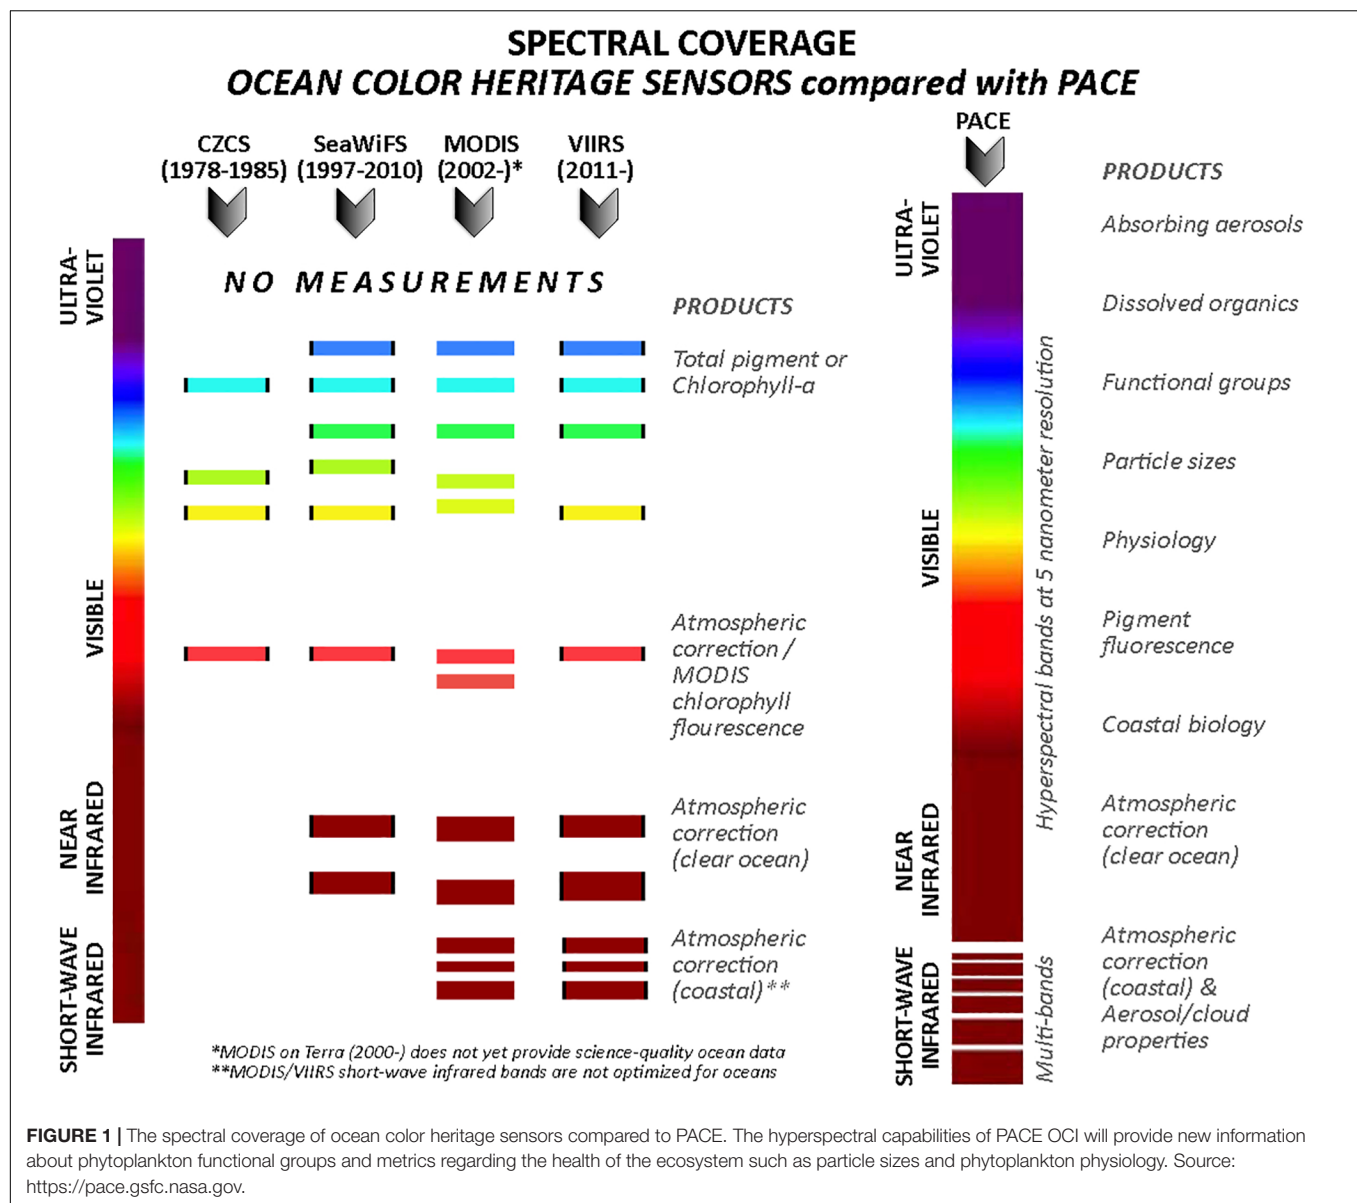 SPECTRAL COVERAGE
OCEAN COLOR HERITAGE SENSORS compared with PACE
CZCS
(1978-1985)
SeaWiFS
(1997-2010)
MODIS
(2002-)*
VIIRS
(2011-)
ULTRA-
VIOLET
VISIBLE
NEAR
INFRARED
SHORT-WAVE
INFRARED
NO MEASUREMENTS
PRODUCTS
Total pigment or
Chlorophyll-a
Atmospheric
correction /
MODIS
chlorophyll
flourescence
Atmospheric
correction
(clear ocean)
Atmospheric
correction
(coastal)**
*MODIS on Terra (2000-) does not yet provide science-quality ocean data
**MODIS/VIIRS short-wave infrared bands are not optimized for oceans
PACE
ULTRA-
VIOLET
VISIBLE
NEAR
INFRARED
SHORT-WAVE
INFRARED
Hyperspectral bands at 5 nanometer resolution
Multi-bands
PRODUCTS
Absorbing aerosols
Dissolved organics
Functional groups
Particle sizes
Physiology
Pigment
fluorescence
Coastal biology
Atmospheric
correction
(clear ocean)
Atmospheric
correction
(coastal) &
Aerosol/cloud
properties
FIGURE 1 | The spectral coverage of ocean color heritage sensors compared to PACE. The hyperspectral capabilities of PACE OCI will provide new information
about phytoplankton functional groups and metrics regarding the health of the ecosystem such as particle sizes and phytoplankton physiology. Source:
https://pace.gsfc.nasa.gov.